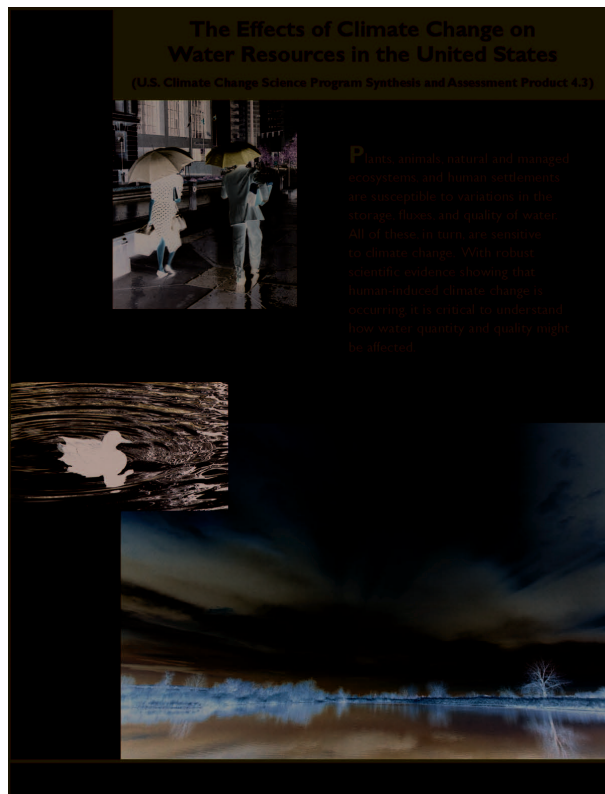 The Effects of Climate Change on
Water Resources in the United States
(U.S. Climate Change Science Program Synthesis and Assessment Product 4.3)
Plants, animals, natural and managed
ecosystems, and human settlements
are susceptible to variations in the
storage, fluxes, and quality of water.
All of these, in turn, are sensitive
to climate change. With robust
scientific evidence showing that
human-induced climate change is
occurring, it is critical to understand
how water quantity and quality might
be affected.